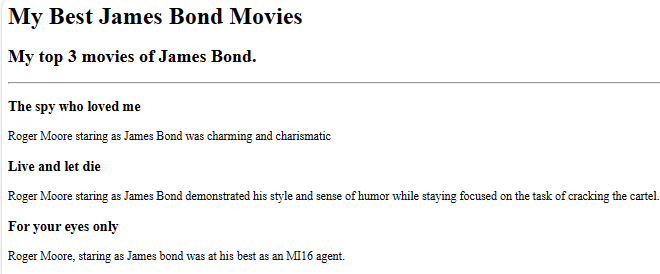 My Best James Bond Movies
My top 3 movies of James Bond.
The spy who loved me
Roger Moore staring as James Bond was charming and charismatic
Live and let die
Roger Moore staring as James Bond demonstrated his style and sense of humor while staying focused on the task of cracking the cartel.
For your eyes only
Roger Moore, staring as James bond was at his best as an MI16 agent.